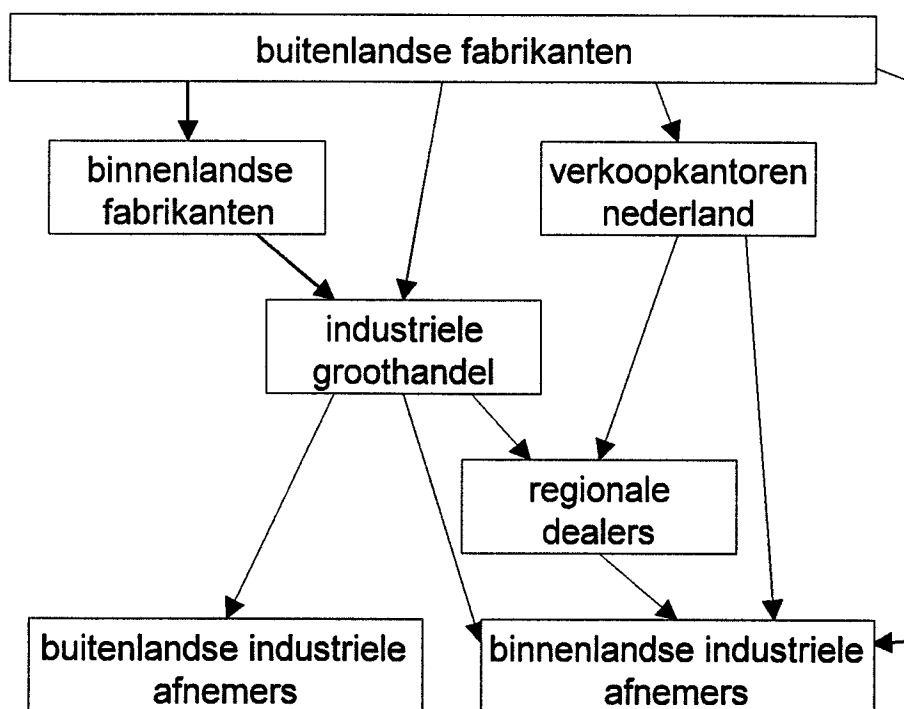 buitenlandse fabrikanten
binnenlandse
fabrikanten
verkoopkantoren
nederland
industriele
groothandel
regionale
dealers
buitenlandse industriele
afnemers
binnenlandse industriele
afnemers